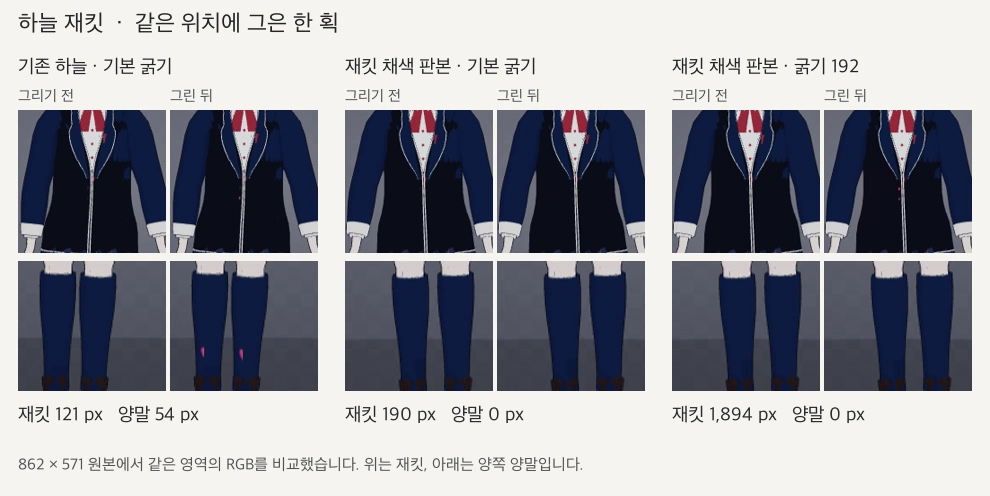 하늘 재킷 · 같은 위치에 그은 한 획
기존 하늘 · 기본 굵기
그리기 전
그린 뒤
재킷 121 px 양말 54 px
재킷 채색 판본 · 기본 굵기
그리기 전
그린 뒤
재킷 190 px 양말 0 px
재킷 채색 판본 · 굵기 192
그리기 전
그린 뒤
재킷 1,894 px 양말 0 px
862 × 571 원본에서 같은 영역의 RGB를 비교했습니다. 위는 재킷, 아래는 양쪽 양말입니다.